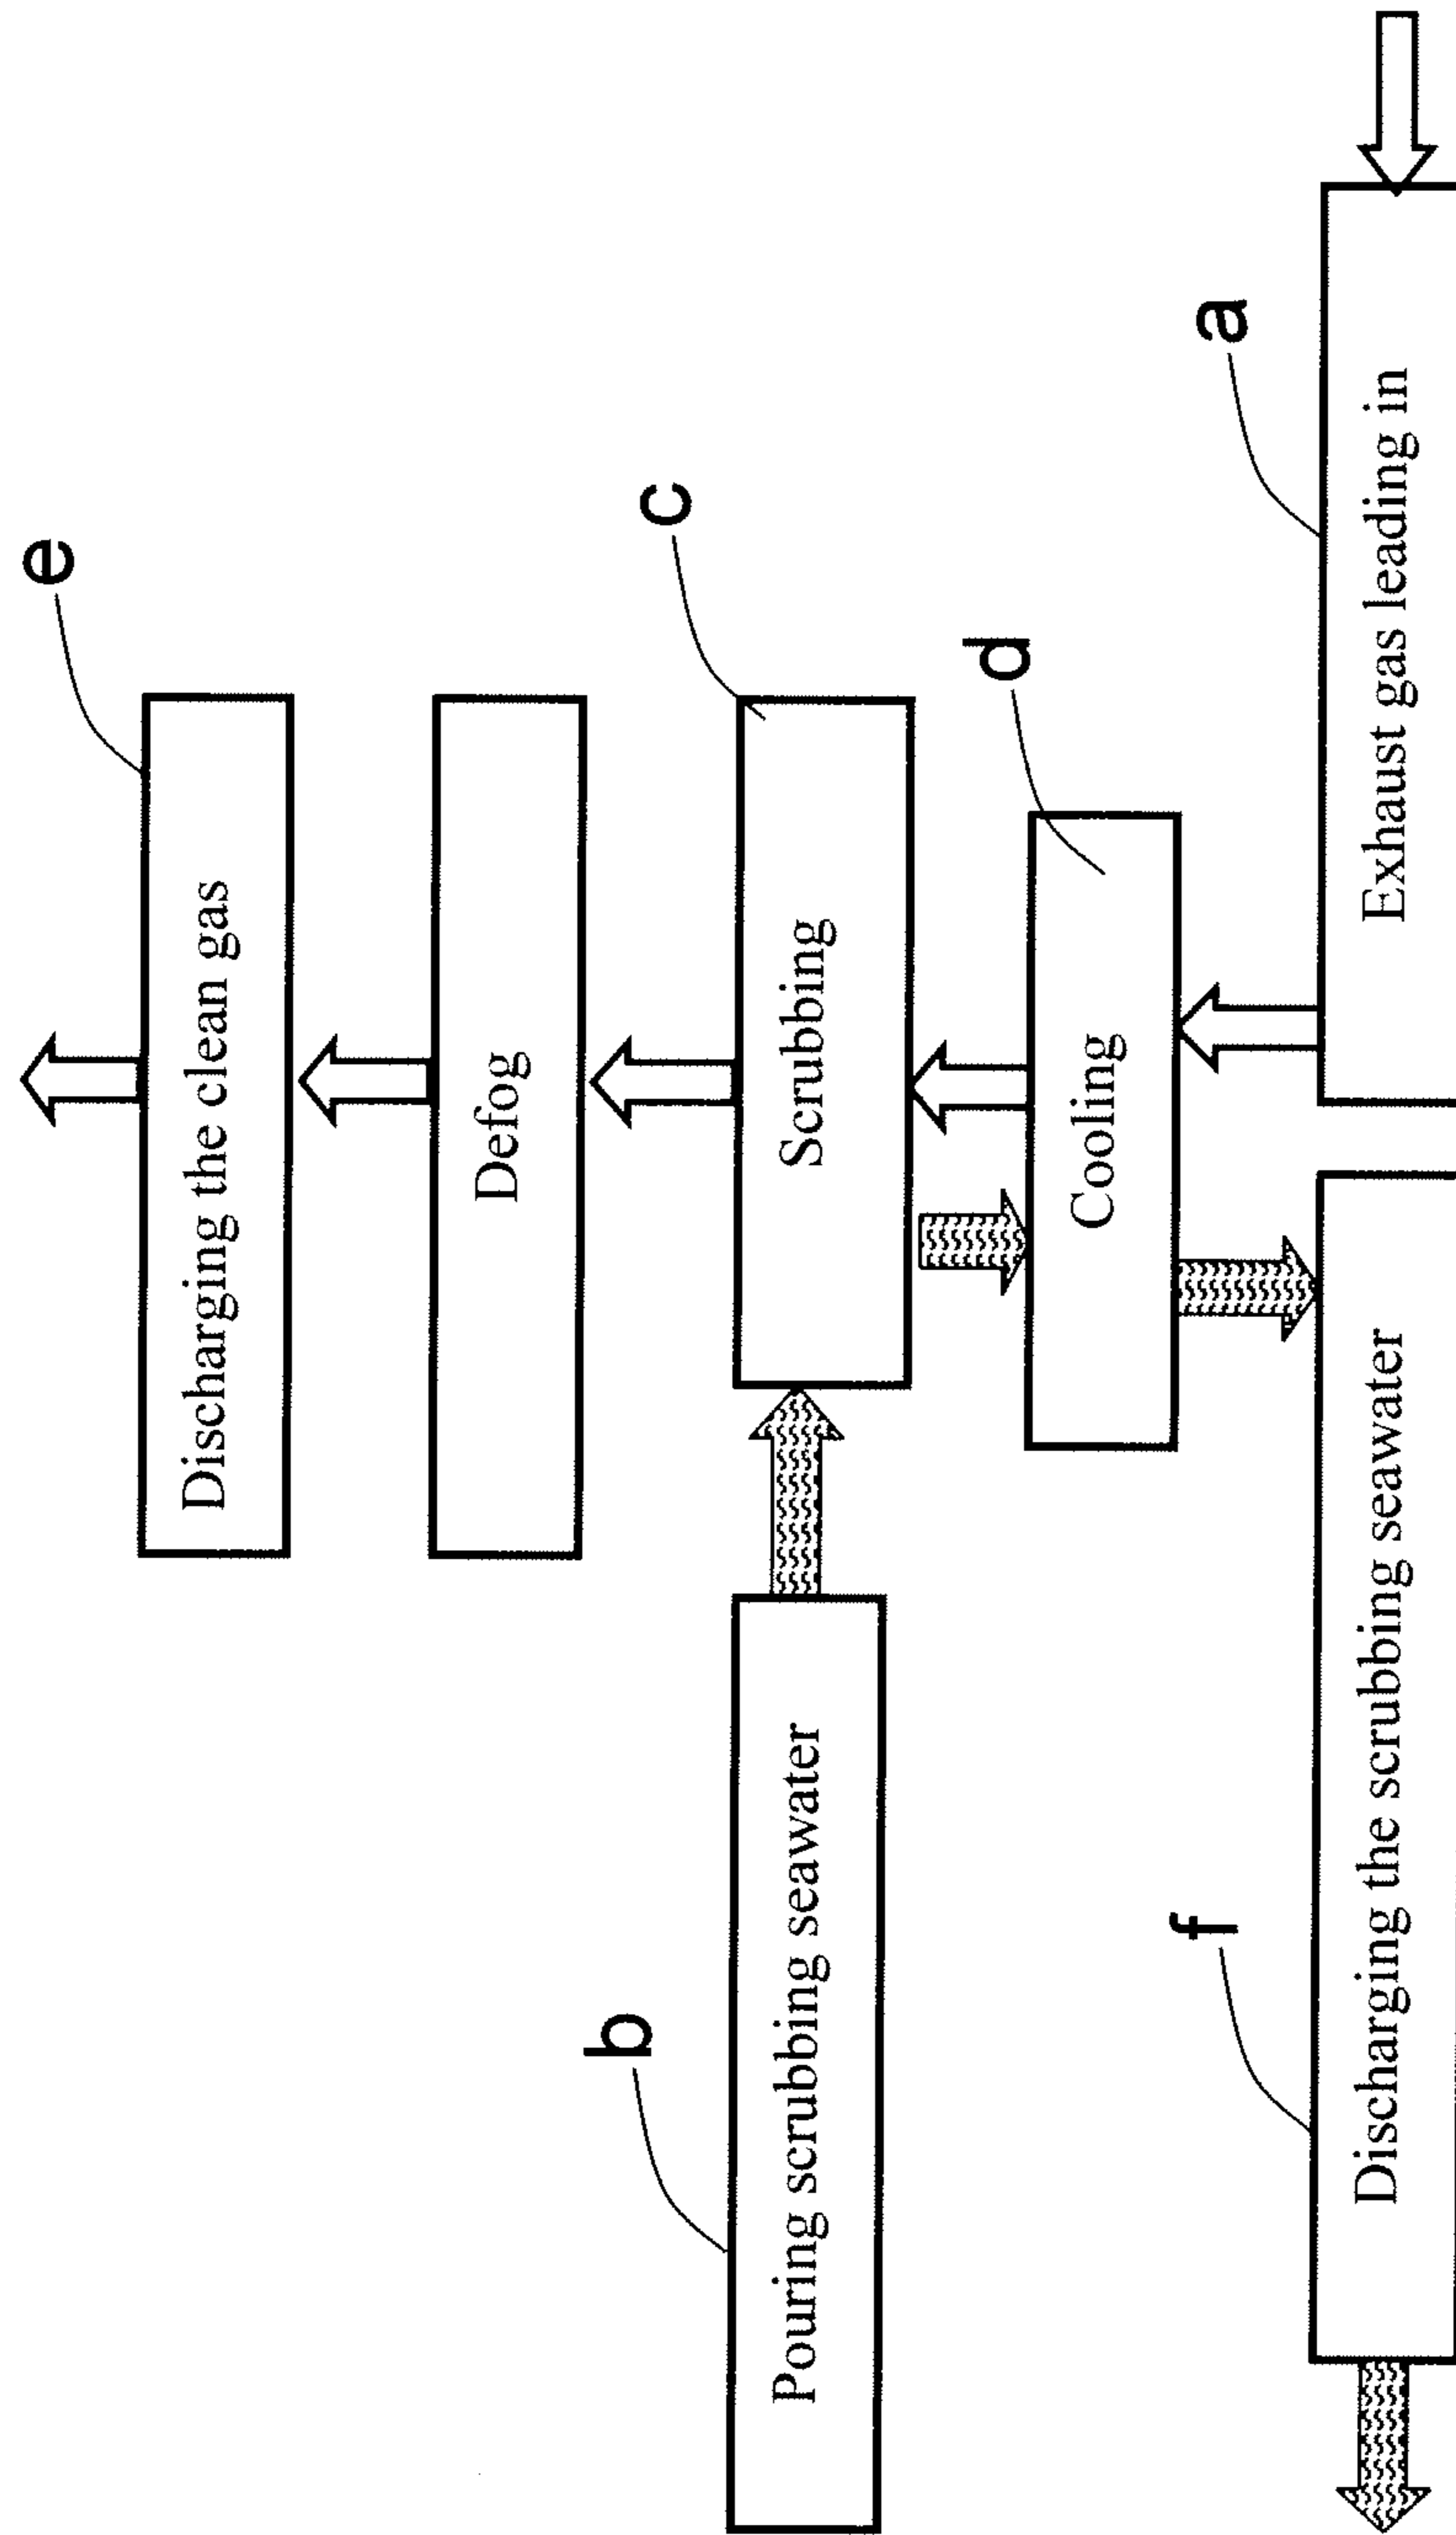 e
Discharging the clean gas
Defog
c
Scrubbing
b
Pouring scrubbing seawater
d
Cooling
a
Exhaust gas leading in
f
Discharging the scrubbing seawater